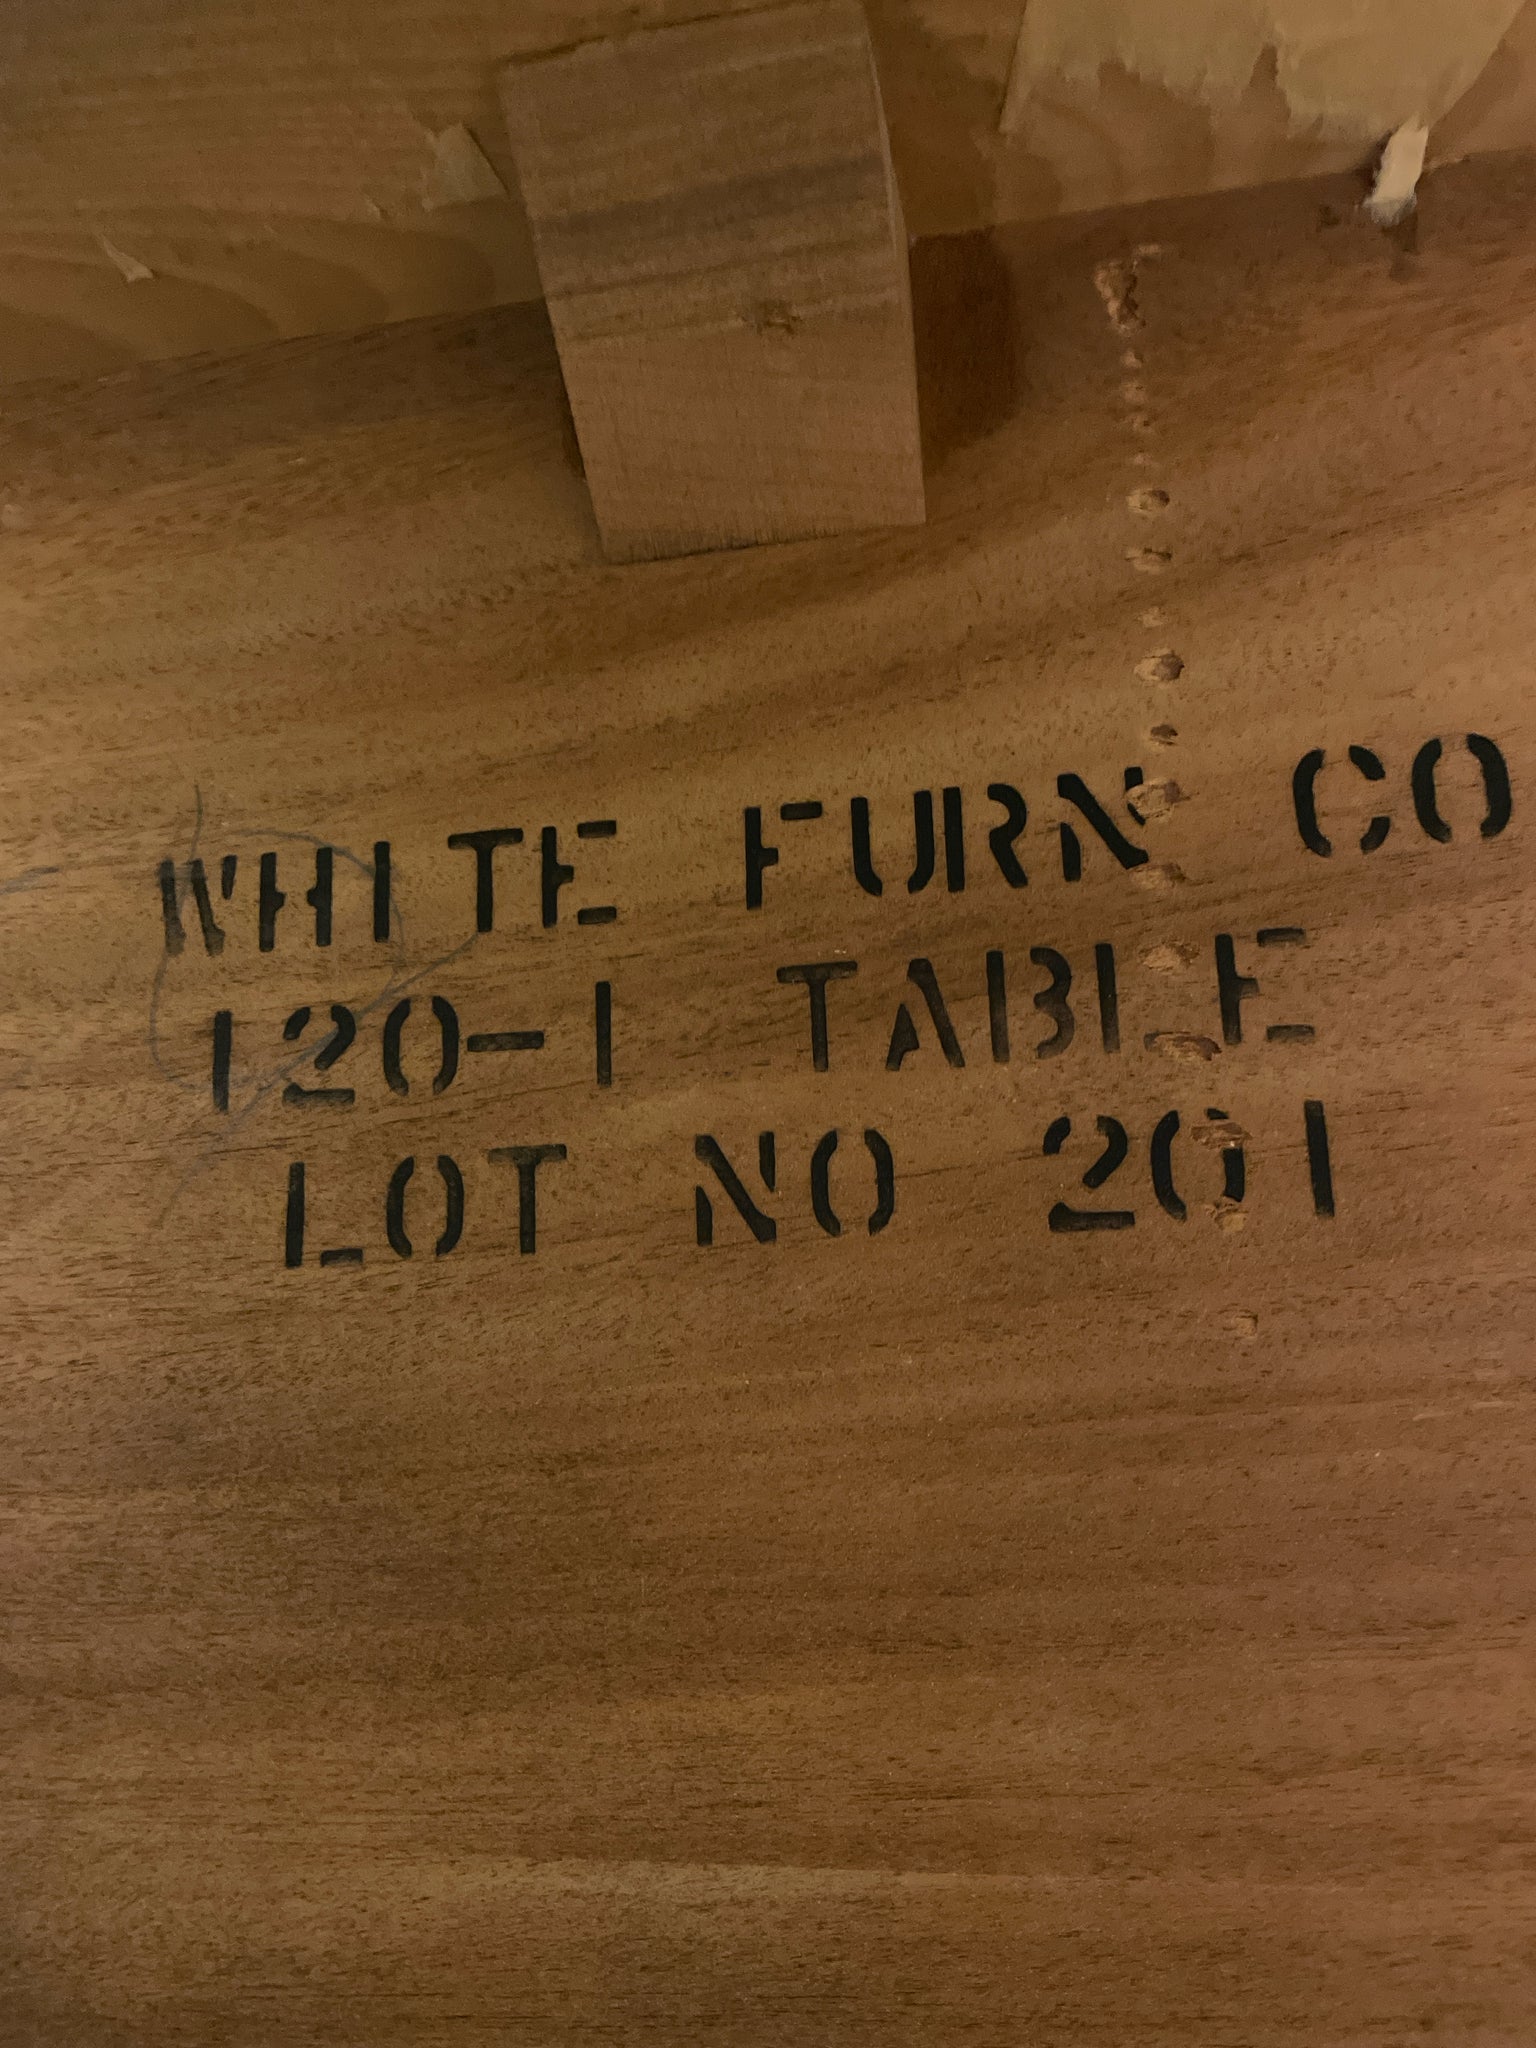 WHITE FURN CO
120-1 TABLE
LOT NO 201